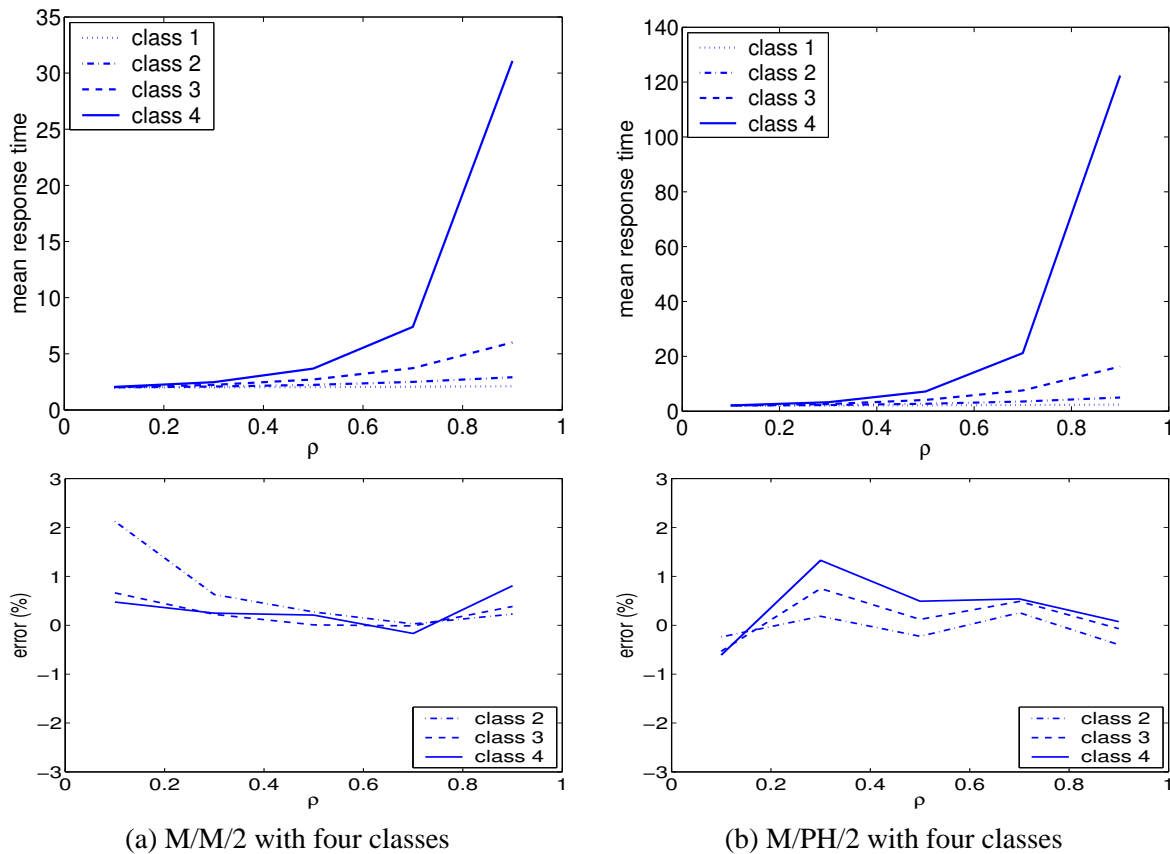 class 1
class 2
class 3
class 4
35
30
25
20
15
10
5
0
mean response time
0 0.2 0.4 0.6 0.8 1
ρ
class 1
class 2
class 3
class 4
140
120
100
80
60
40
20
0
mean response time
0 0.2 0.4 0.6 0.8 1
ρ
3
2
1
0
−1
−2
−3
error (%)
class 2
class 3
class 4
0 0.2 0.4 0.6 0.8 1
ρ
(a) M/M/2 with four classes
3
2
1
0
−1
−2
−3
error (%)
class 2
class 3
class 4
0 0.2 0.4 0.6 0.8 1
ρ
(b) M/PH/2 with four classes